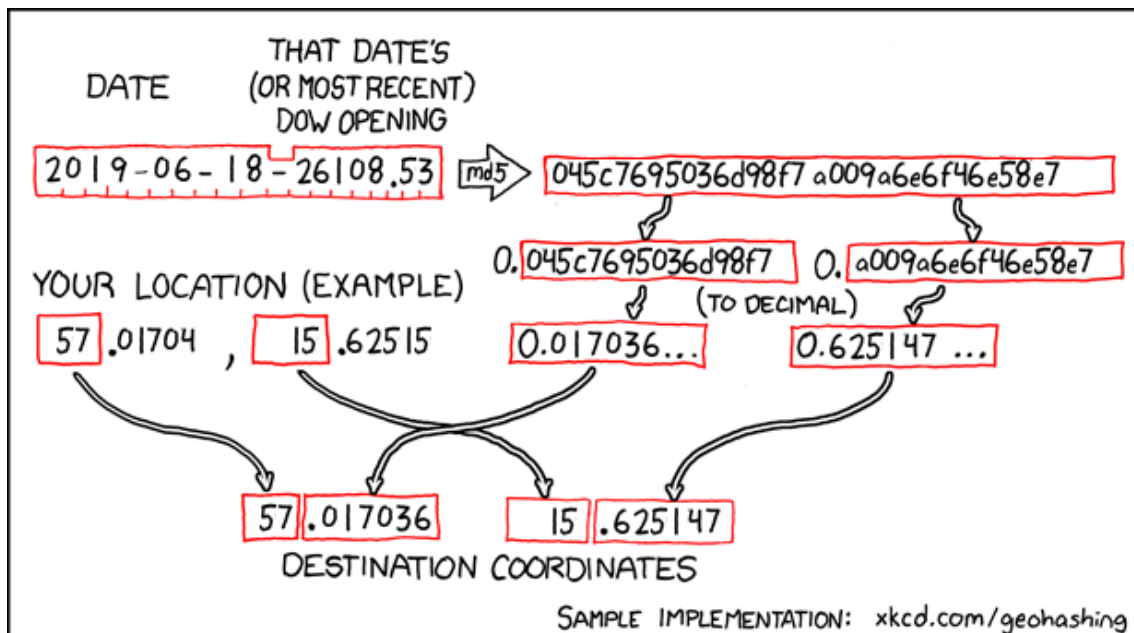 DATE
THAT DATE'S
(OR MOST RECENT)
DOW OPENING
2019-06-18-26108.53
md5
045c7695036d98f7a009a6e6f46e58e7
0.045c7695036d98f7
0.a009a6e6f46e58e7
YOUR LOCATION (EXAMPLE)
(TO DECIMAL)
57.01704, 15.62515
0.017036...
0.625147...
57.017036
15.625147
DESTINATION COORDINATES
SAMPLE IMPLEMENTATION: xkcd.com/geohashing